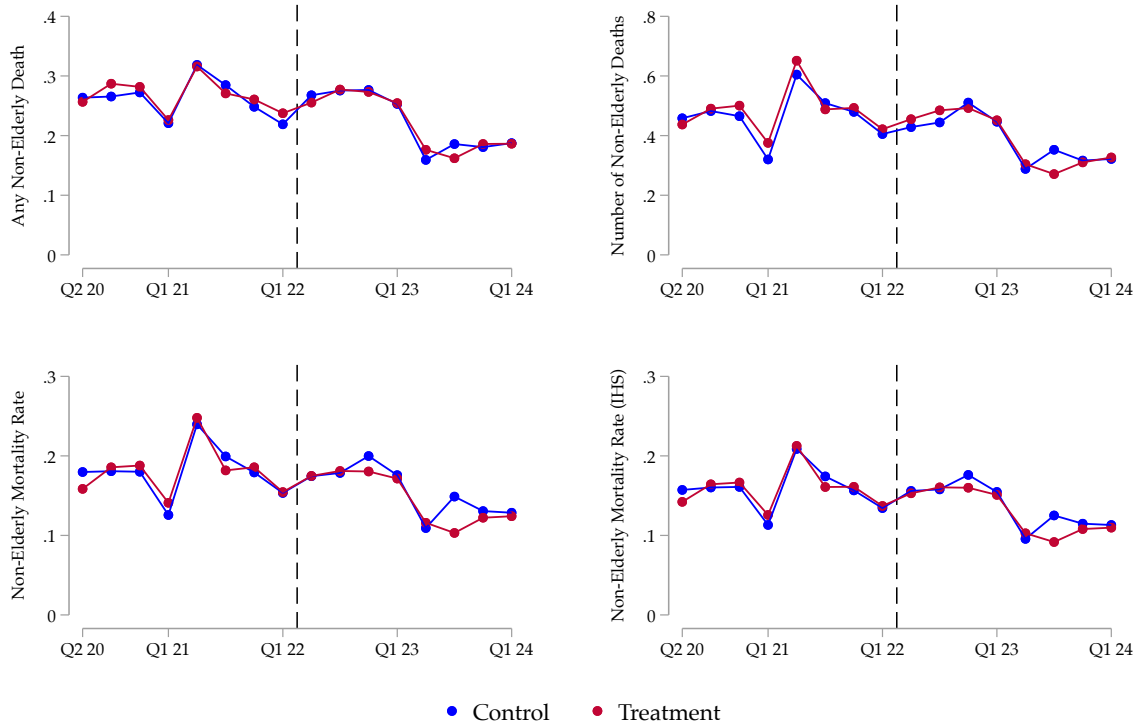 Any Non-Elderly Death
.4
.3
.2
.1
0
Q2 20 Q1 21 Q1 22 Q1 23 Q1 24
Number of Non-Elderly Deaths
.8
.6
.4
.2
0
Q2 20 Q1 21 Q1 22 Q1 23 Q1 24
Non-Elderly Mortality Rate
.3
.2
.1
0
Q2 20 Q1 21 Q1 22 Q1 23 Q1 24
Non-Elderly Mortality Rate (IHS)
.3
.2
.1
0
Q2 20 Q1 21 Q1 22 Q1 23 Q1 24
Control Treatment